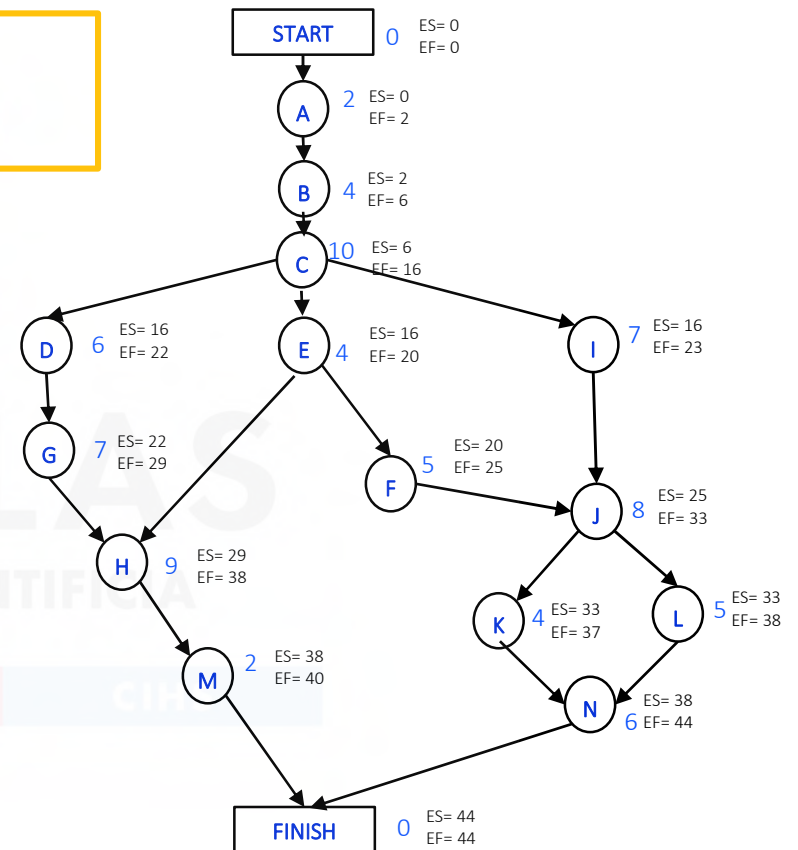 START
0
ES= 0
EF= 0
A
2
ES= 0
EF= 2
B
4
ES= 2
EF= 6
C
10
ES= 6
EF= 16
D
6
ES= 16
EF= 22
E
4
ES= 16
EF= 20
I
7
ES= 16
EF= 23
G
7
ES= 22
EF= 29
F
5
ES= 20
EF= 25
J
8
ES= 25
EF= 33
H
9
ES= 29
EF= 38
K
4
ES= 33
EF= 37
L
5
ES= 33
EF= 38
M
2
ES= 38
EF= 40
N
6
ES= 38
EF= 44
FINISH
0
ES= 44
EF= 44